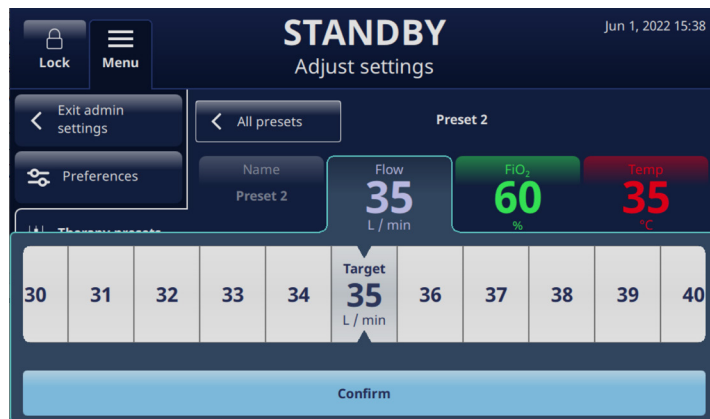 STANDBY
Jun 1, 2022 15:38
Lock
Menu
Adjust settings
Exit admin
settings
All presets
Preset 2
Preferences
Name
Preset 2
Flow
35
L / min
FiO₂
60
%
Temp
35
°C
Therapy presets
30
31
32
33
34
Target
35
L / min
36
37
38
39
40
Confirm